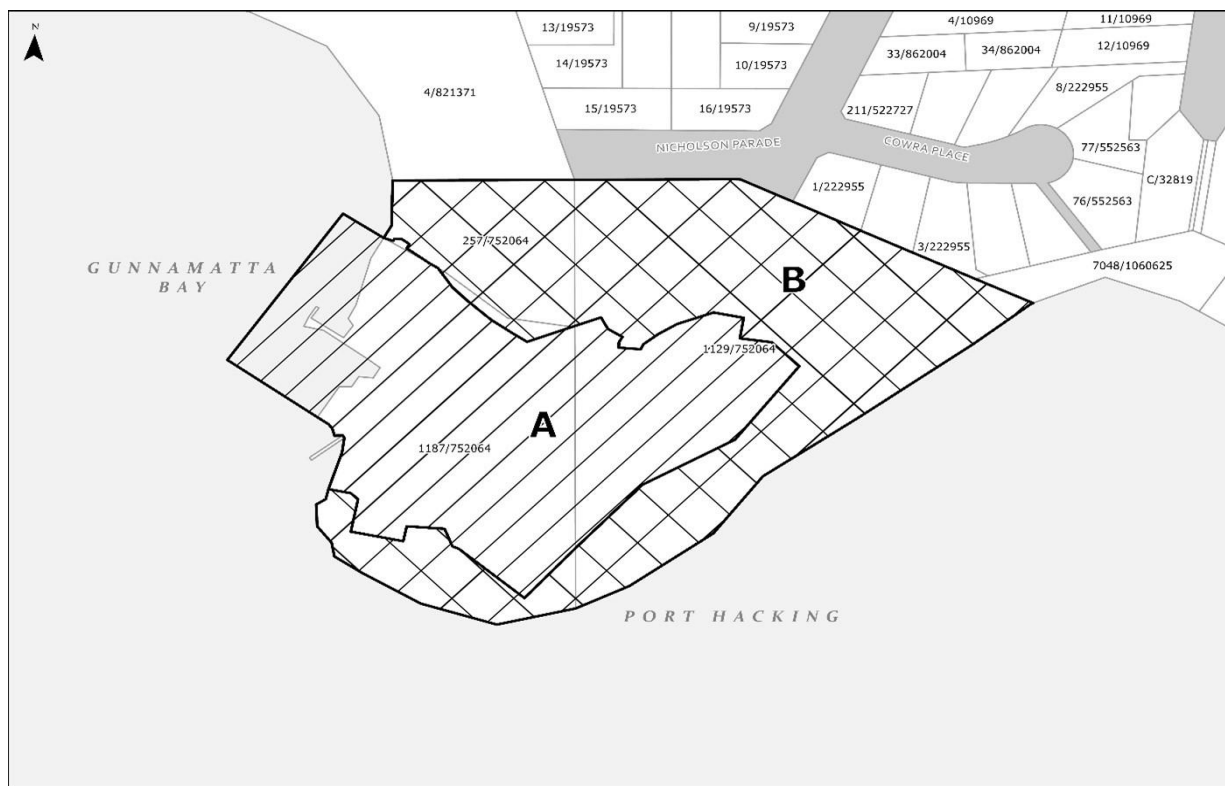 N
13/19573
9/19573
4/10969
11/10969
33/862004
34/862004
12/10969
14/19573
10/19573
4/821371
15/19573
16/19573
211/522727
8/222955
NICHOLSON PARADE
COWRA PLACE
77/552563
C/32819
1/222955
76/552563
257/752064
3/222955
7048/1060625
GUNNAMATTA
BAY
B
1129/752064
A
1187/752064
PORT HACKING